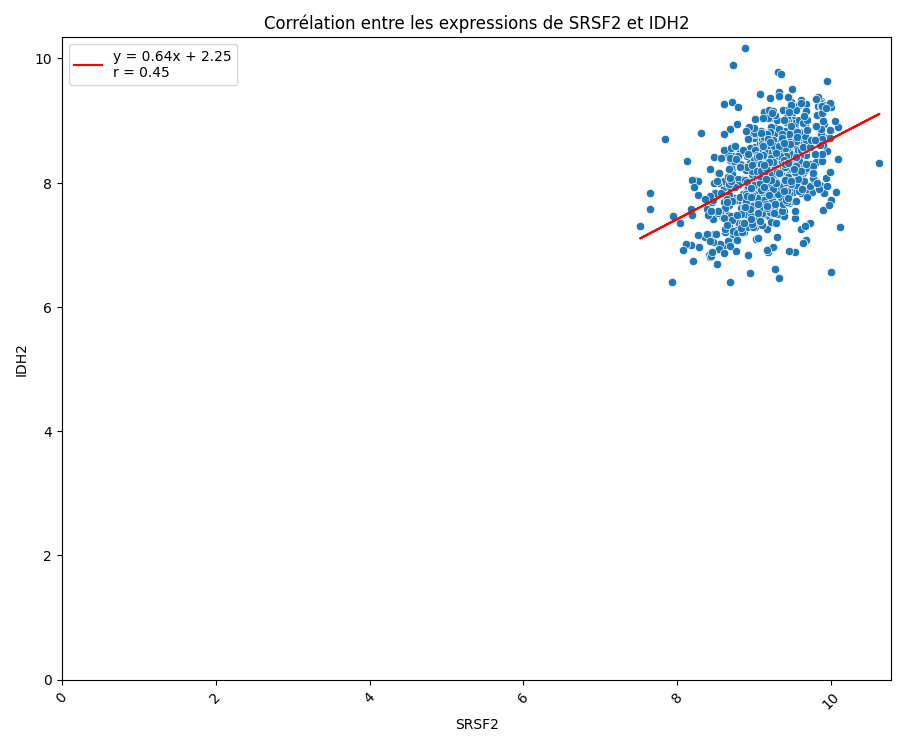 Corrélation entre les expressions de SRSF2 et IDH2
y = 0.64x + 2.25
r = 0.45
10
8
6
4
2
0
IDH2
0
2
4
6
8
10
SRSF2